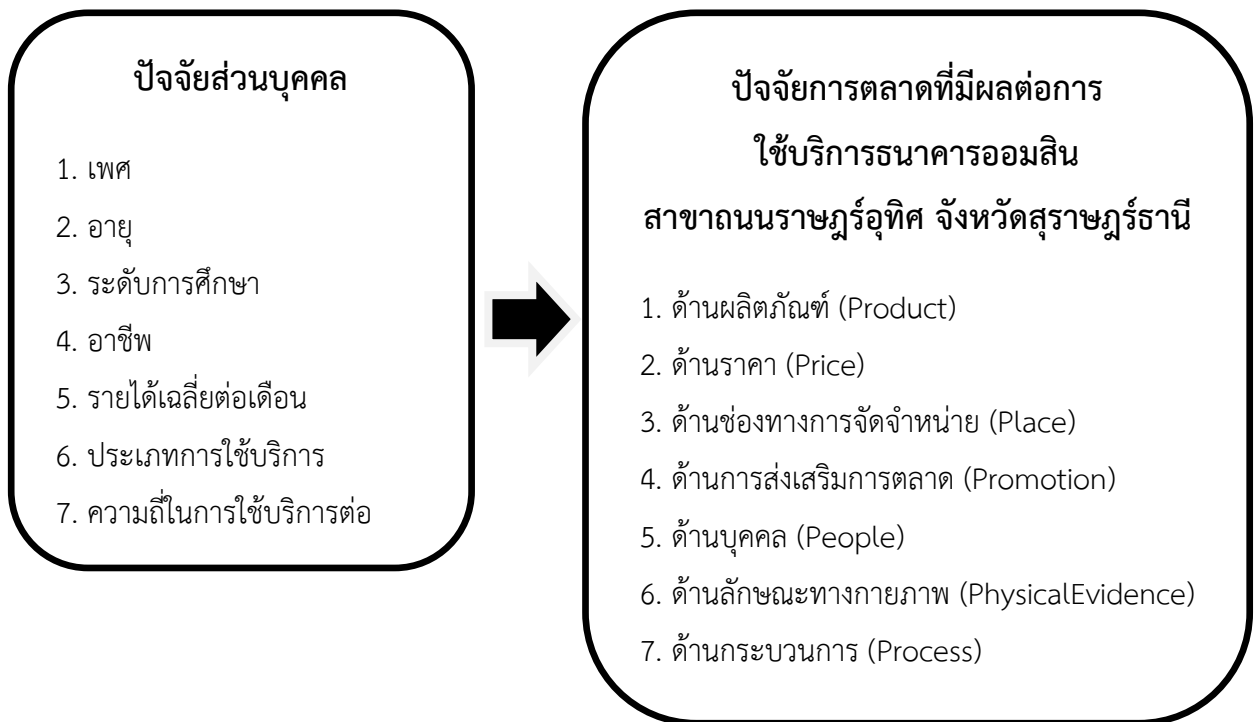 ปัจจัยส่วนบุคคล
1. เพศ
2. อายุ
3. ระดับการศึกษา
4. อาชีพ
5. รายได้เฉลี่ยต่อเดือน
6. ประเภทการใช้บริการ
7. ความถี่ในการใช้บริการต่อ
ปัจจัยการตลาดที่มีผลต่อการ
ใช้บริการธนาคารออมสิน
สาขาถนนราษฎร์อุทิศ จังหวัดสุราษฎร์ธานี
1. ด้านผลิตภัณฑ์ (Product)
2. ด้านราคา (Price)
3. ด้านช่องทางการจัดจำหน่าย (Place)
4. ด้านการส่งเสริมการตลาด (Promotion)
5. ด้านบุคคล (People)
6. ด้านลักษณะทางกายภาพ (PhysicalEvidence)
7. ด้านกระบวนการ (Process)